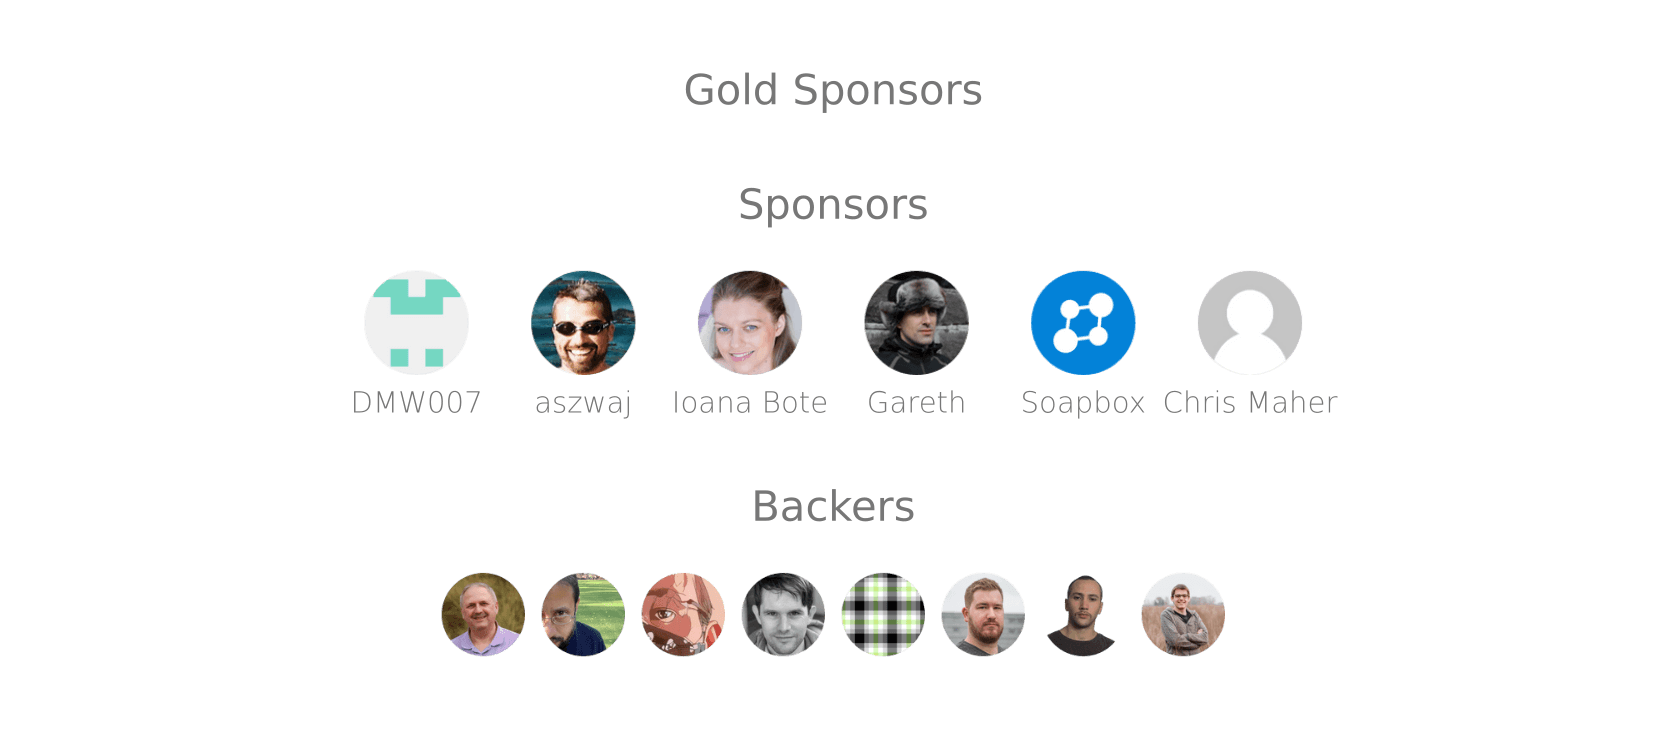 Gold Sponsors
Sponsors
DMW007 aszwaj Ioana Bote Gareth Soapbox Chris Maher
Backers